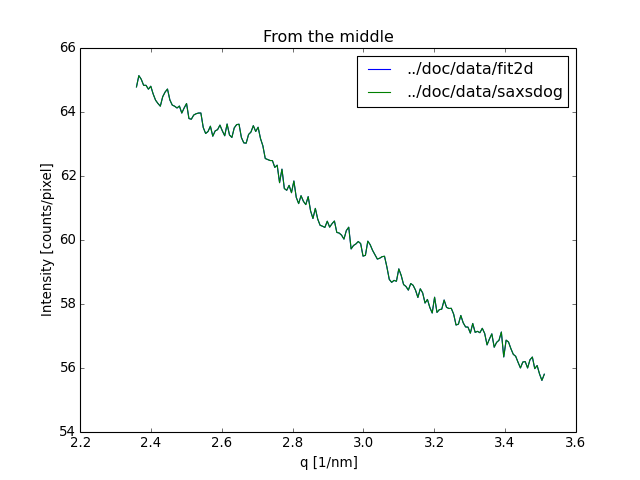 From the middle
../doc/data/fit2d
../doc/data/saxsdog
Intensity [counts/pixel]
66
64
62
60
58
56
54
2.2 2.4 2.6 2.8 3.0 3.2 3.4 3.6
q [1/nm]